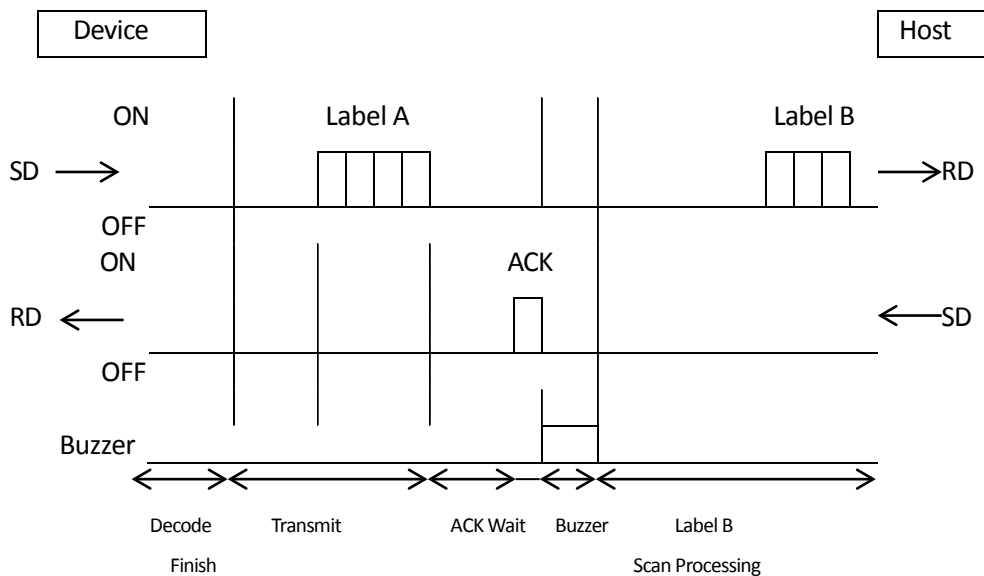 Device Host
ON Label A Label B
SD RD
OFF
ON ACK
RD SD
OFF
Buzzer
Decode Transmit ACK Wait Buzzer Label B
Finish Scan Processing